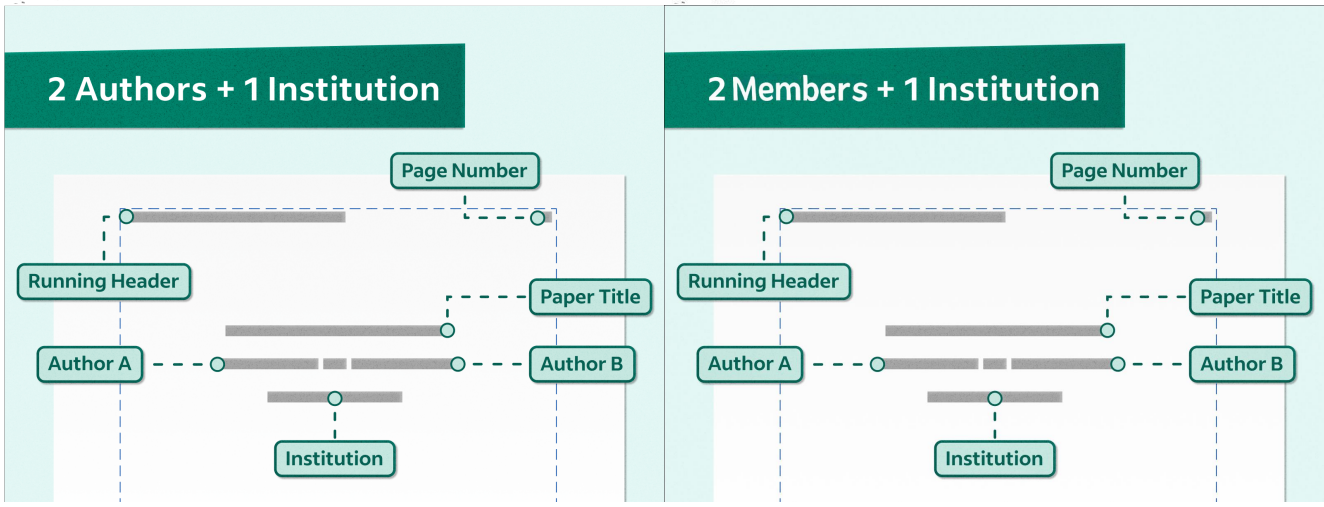 2 Authors + 1 Institution
Page Number
Running Header
Paper Title
Author A
Author B
Institution
2 Members + 1 Institution
Page Number
Running Header
Paper Title
Author A
Author B
Institution